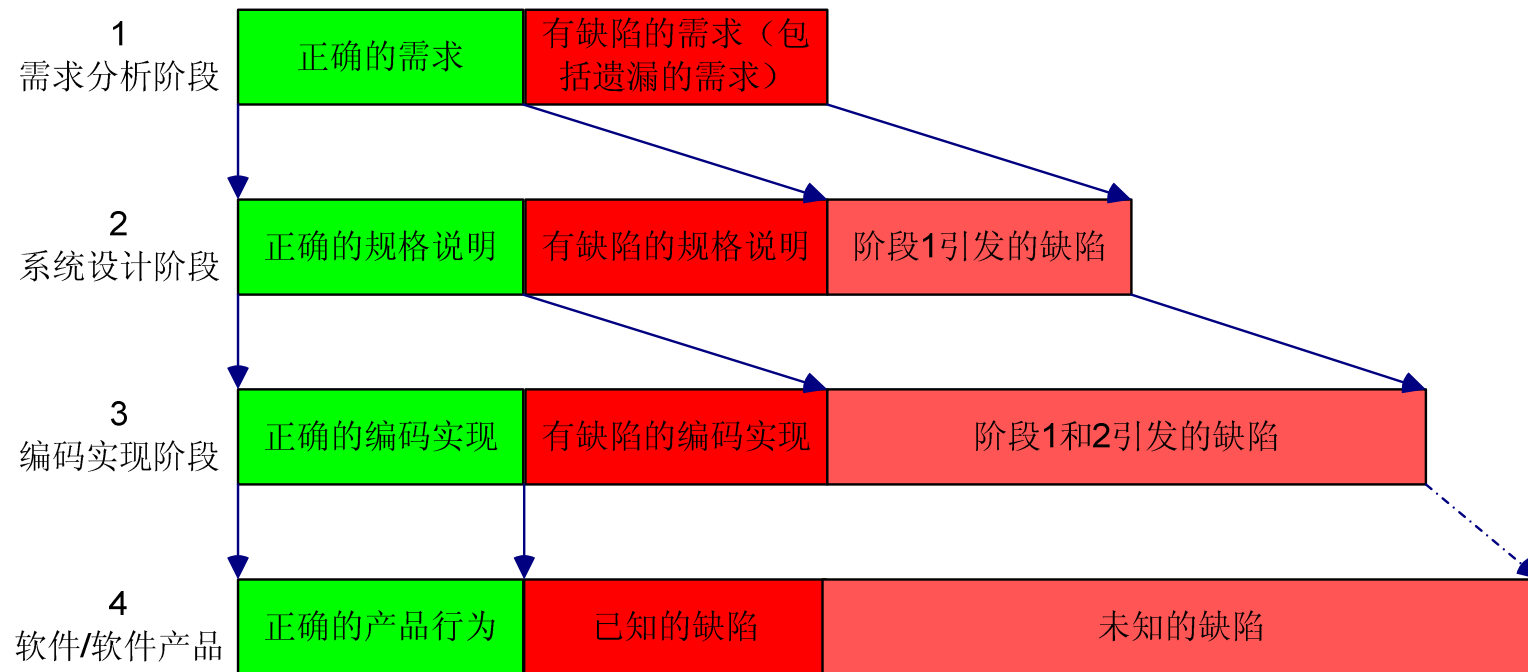 1
需求分析阶段
正确的需求
有缺陷的需求（包
括遗漏的需求）
2
系统设计阶段
正确的规格说明
有缺陷的规格说明
阶段1引发的缺陷
3
编码实现阶段
正确的编码实现
有缺陷的编码实现
阶段1和2引发的缺陷
4
软件/软件产品
正确的产品行为
已知的缺陷
未知的缺陷